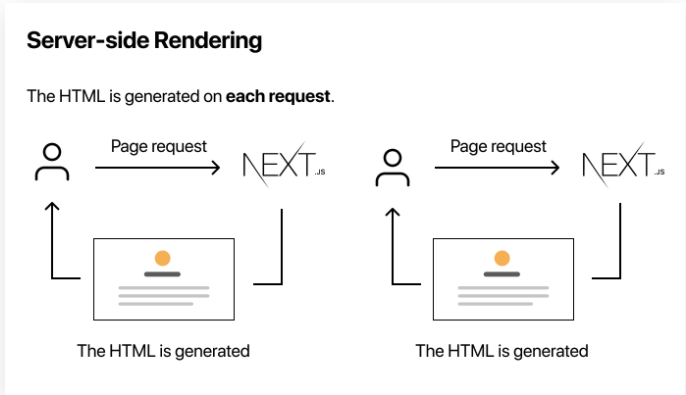 Server-side Rendering
The HTML is generated on each request.
Page request
NEXT.JS
Page request
NEXT.JS
The HTML is generated
The HTML is generated